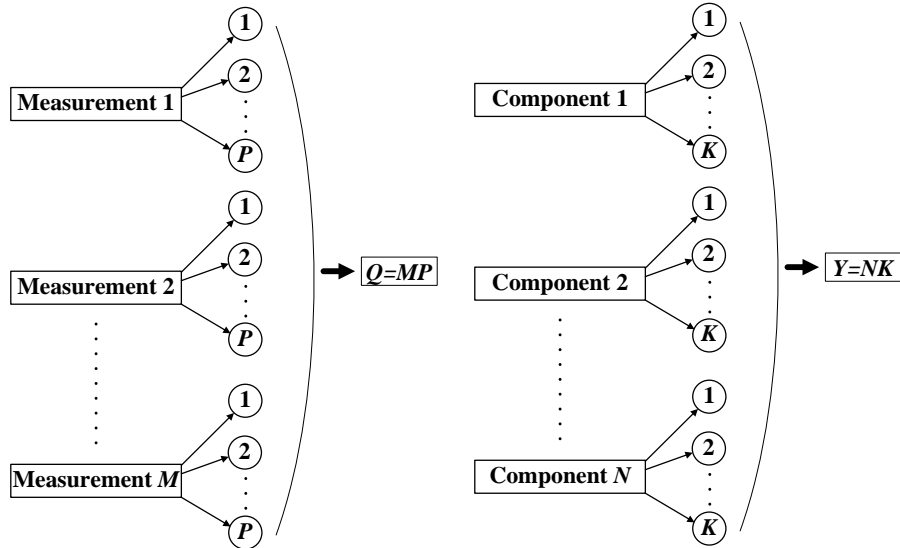 1
2
Measurement 1
P
1
2
Measurement 2
P
1
2
Measurement M
P
Q=MP
1
2
Component 1
K
1
2
Component 2
K
1
2
Component N
K
Y=NK